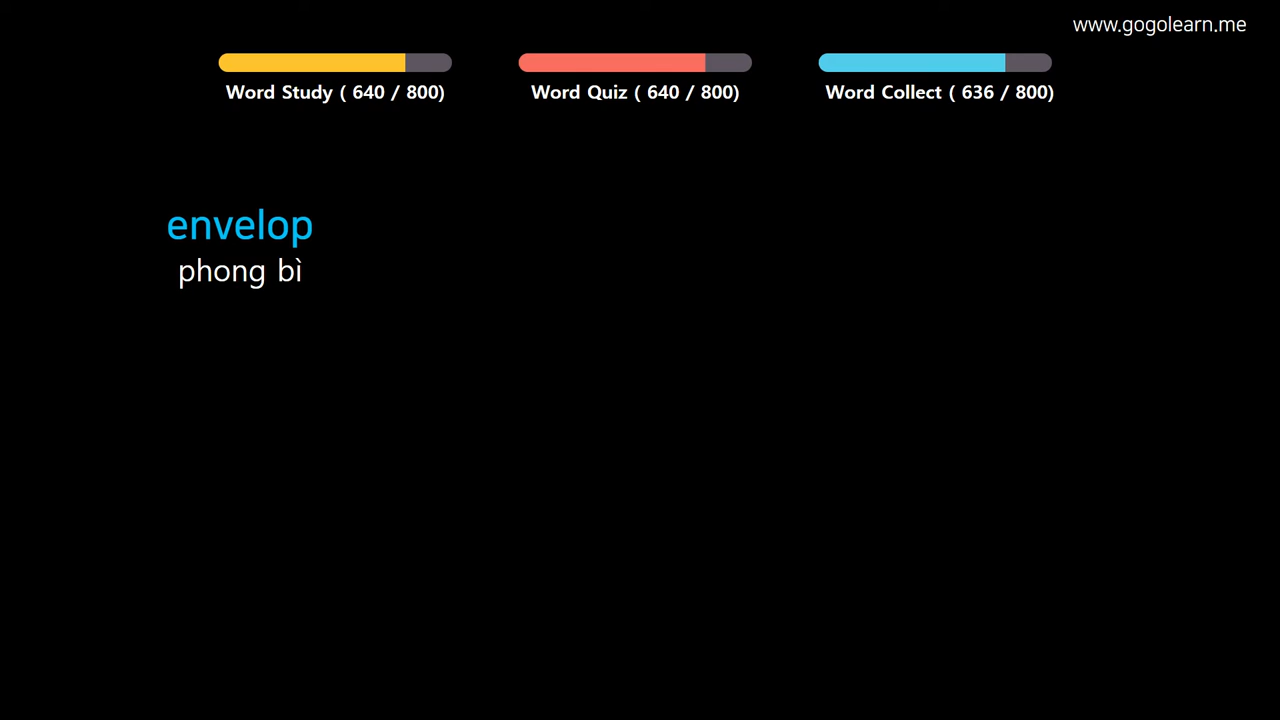 www.gogolearn.me
Word Study ( 640 / 800)
Word Quiz ( 640 / 800)
Word Collect ( 636 / 800)
envelop
phong bì